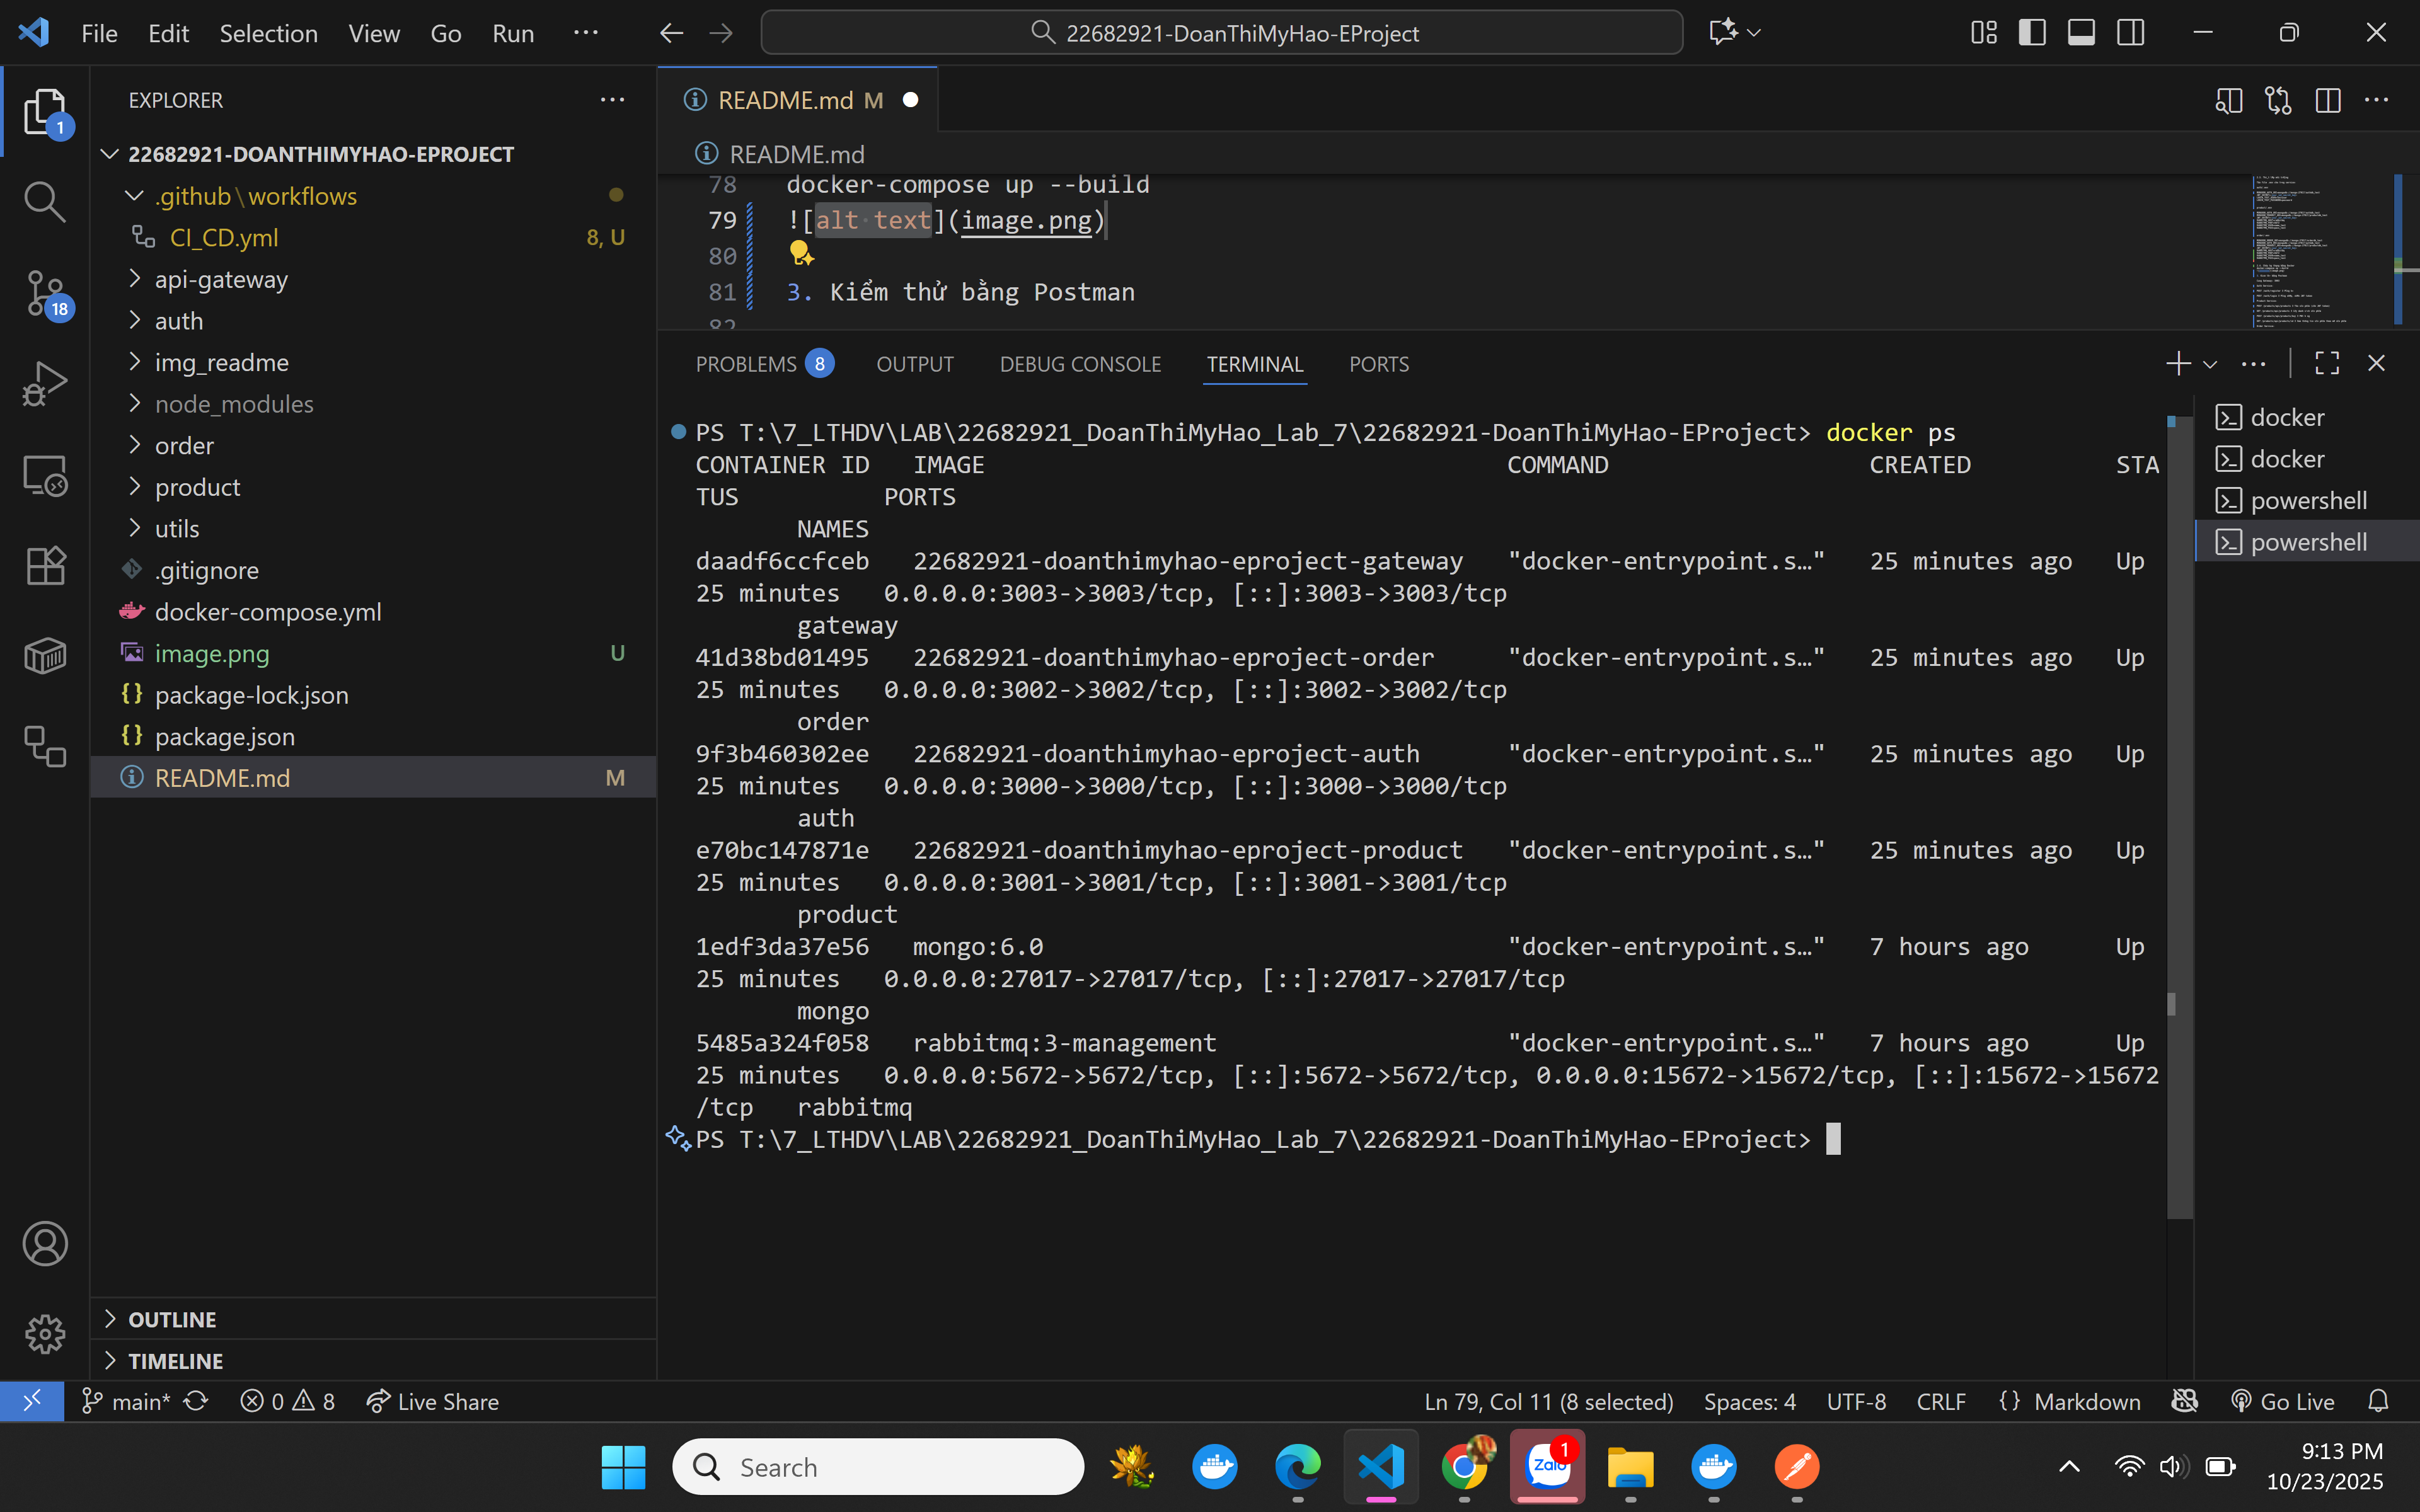 File Edit Selection View Go Run ···
22682921-DoanThiMyHao-EProject
EXPLORER
22682921-DOANTHIMYHAO-EPROJECT
.github\workflows
CI_CD.yml 8, U
api-gateway
auth
img_readme
node_modules
order
product
utils
.gitignore
docker-compose.yml
image.png U
package-lock.json
package.json
README.md M
OUTLINE
TIMELINE
1
18
README.md M
README.md
78 docker-compose up --build
79 ![alt text](image.png)
80
81 3. Kiểm thử bằng Postman
82
PROBLEMS 8 OUTPUT DEBUG CONSOLE TERMINAL PORTS
PS T:\7_LTHDV\LAB\22682921_DoanThiMyHao_Lab_7\22682921-DoanThiMyHao-EProject> docker ps
CONTAINER ID IMAGE COMMAND CREATED STA
TUS PORTS
NAMES
daadf6ccfceb 22682921-doanthimyhao-eproject-gateway "docker-entrypoint.s…" 25 minutes ago Up
25 minutes 0.0.0.0:3003->3003/tcp, [::]:3003->3003/tcp
gateway
41d38bd01495 22682921-doanthimyhao-eproject-order "docker-entrypoint.s…" 25 minutes ago Up
25 minutes 0.0.0.0:3002->3002/tcp, [::]:3002->3002/tcp
order
9f3b460302ee 22682921-doanthimyhao-eproject-auth "docker-entrypoint.s…" 25 minutes ago Up
25 minutes 0.0.0.0:3000->3000/tcp, [::]:3000->3000/tcp
auth
e70bc147871e 22682921-doanthimyhao-eproject-product "docker-entrypoint.s…" 25 minutes ago Up
25 minutes 0.0.0.0:3001->3001/tcp, [::]:3001->3001/tcp
product
1edf3da37e56 mongo:6.0 "docker-entrypoint.s…" 7 hours ago Up
25 minutes 0.0.0.0:27017->27017/tcp, [::]:27017->27017/tcp
mongo
5485a324f058 rabbitmq:3-management "docker-entrypoint.s…" 7 hours ago Up
25 minutes 0.0.0.0:5672->5672/tcp, [::]:5672->5672/tcp, 0.0.0.0:15672->15672/tcp, [::]:15672->15672
/tcp rabbitmq
PS T:\7_LTHDV\LAB\22682921_DoanThiMyHao_Lab_7\22682921-DoanThiMyHao-EProject>
docker
docker
powershell
powershell
main* 0 8 Live Share
Ln 79, Col 11 (8 selected) Spaces: 4 UTF-8 CRLF {} Markdown Go Live
Search
Zalo
1
9:13 PM
10/23/2025